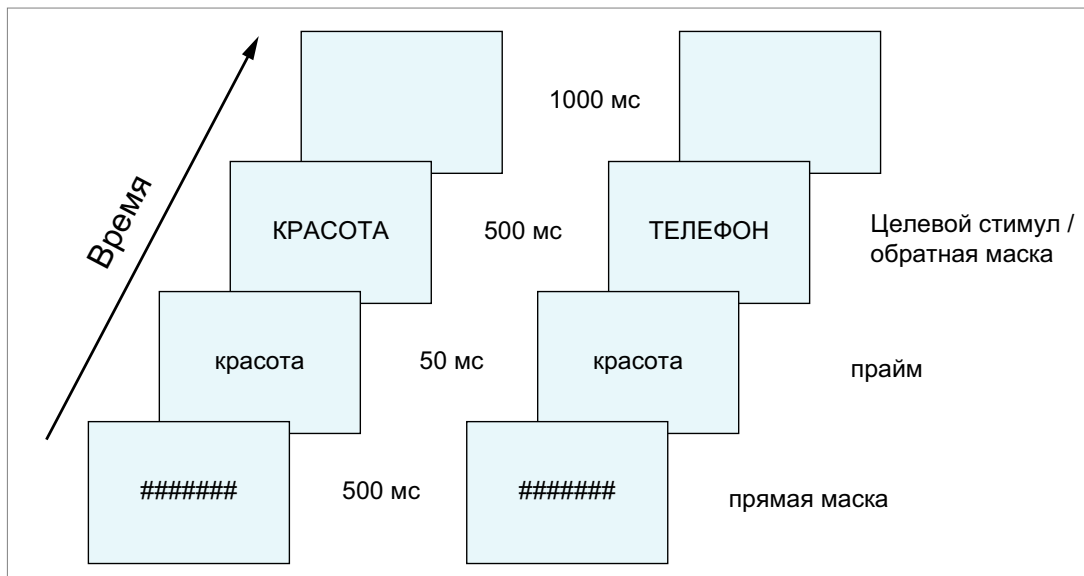 1000 мс
Время
КРАСОТА
500 мс
ТЕЛЕФОН
Целевой стимул /
обратная маска
красота
50 мс
красота
прайм
#######
500 мс
#######
прямая маска